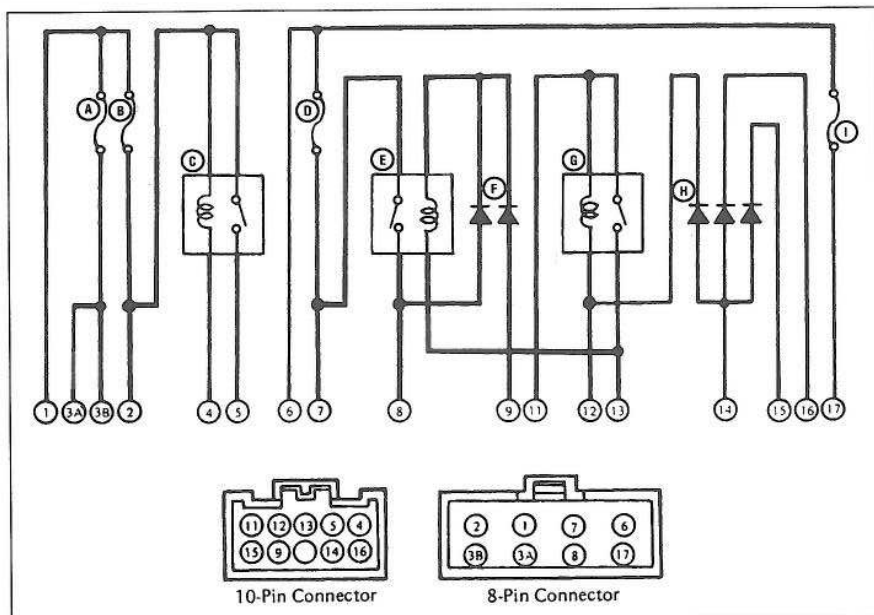 A B D I
C E F G H
1 3A 3B 2 4 5 6 7 8 9 11 12 13 14 15 16 17
11 12 13 5 4 2 1 7 6
15 9 14 16 3B 3A 8 17
10-Pin Connector 8-Pin Connector